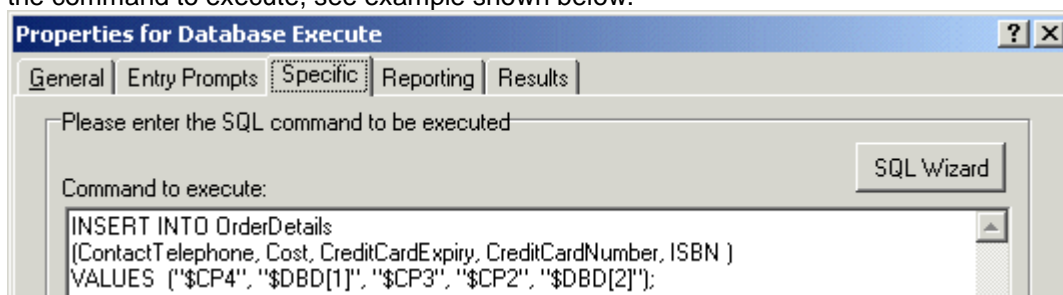 the command to execute, see example shown below.
Properties for Database Execute
General Entry Prompts Specific Reporting Results
Please enter the SQL command to be executed
SQL Wizard
Command to execute:
INSERT INTO OrderDetails
(ContactTelephone, Cost, CreditCardExpiry, CreditCardNumber, ISBN )
VALUES ("$CP4", "$DBD[1]", "$CP3", "$CP2", "$DBD[2]");